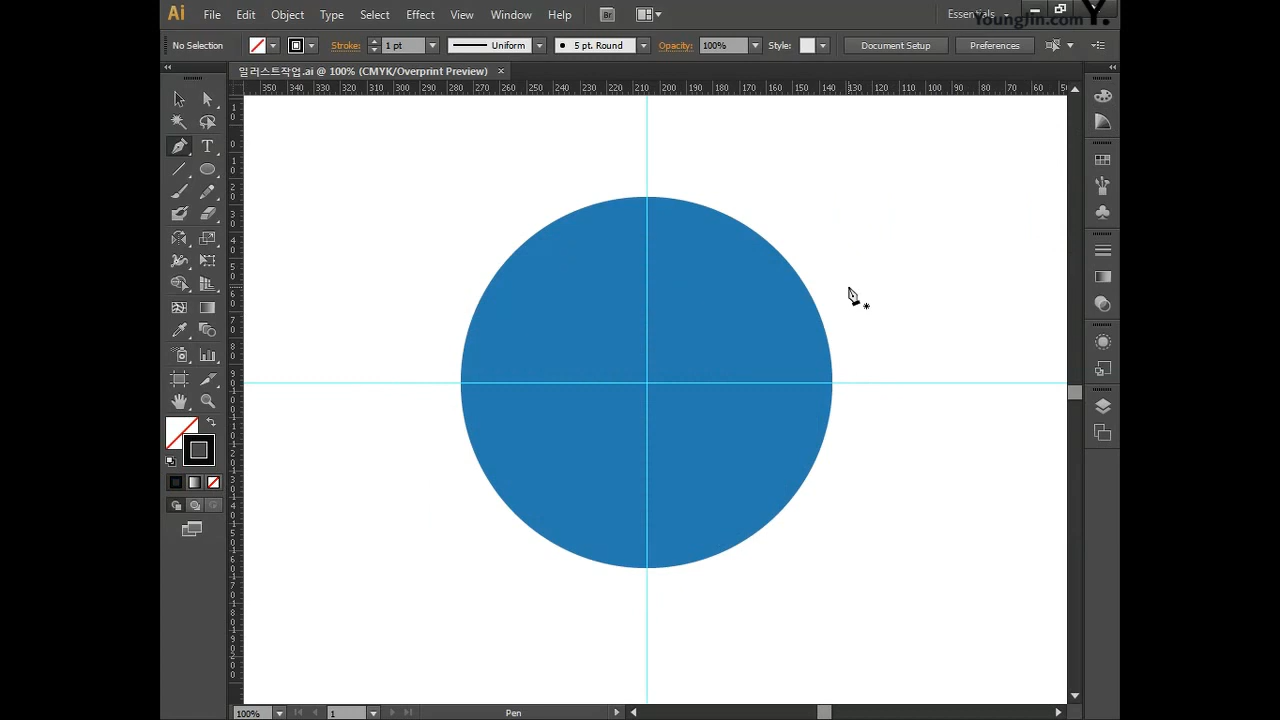 Ai File Edit Object Type Select Effect View Window Help Br Essentials
Younglin.com Y.
No Selection Stroke: 1 pt Uniform 5 pt. Round Opacity: 100% Style: Document Setup Preferences
일러스트작업.ai @ 100% (CMYK/Overprint Preview) ×
350 340 330 320 310 300 290 280 270 260 250 240 230 220 210 200 190 180 170 160 150 140 130 120 110 100 90 80 70 60
T
100% 1 Pen